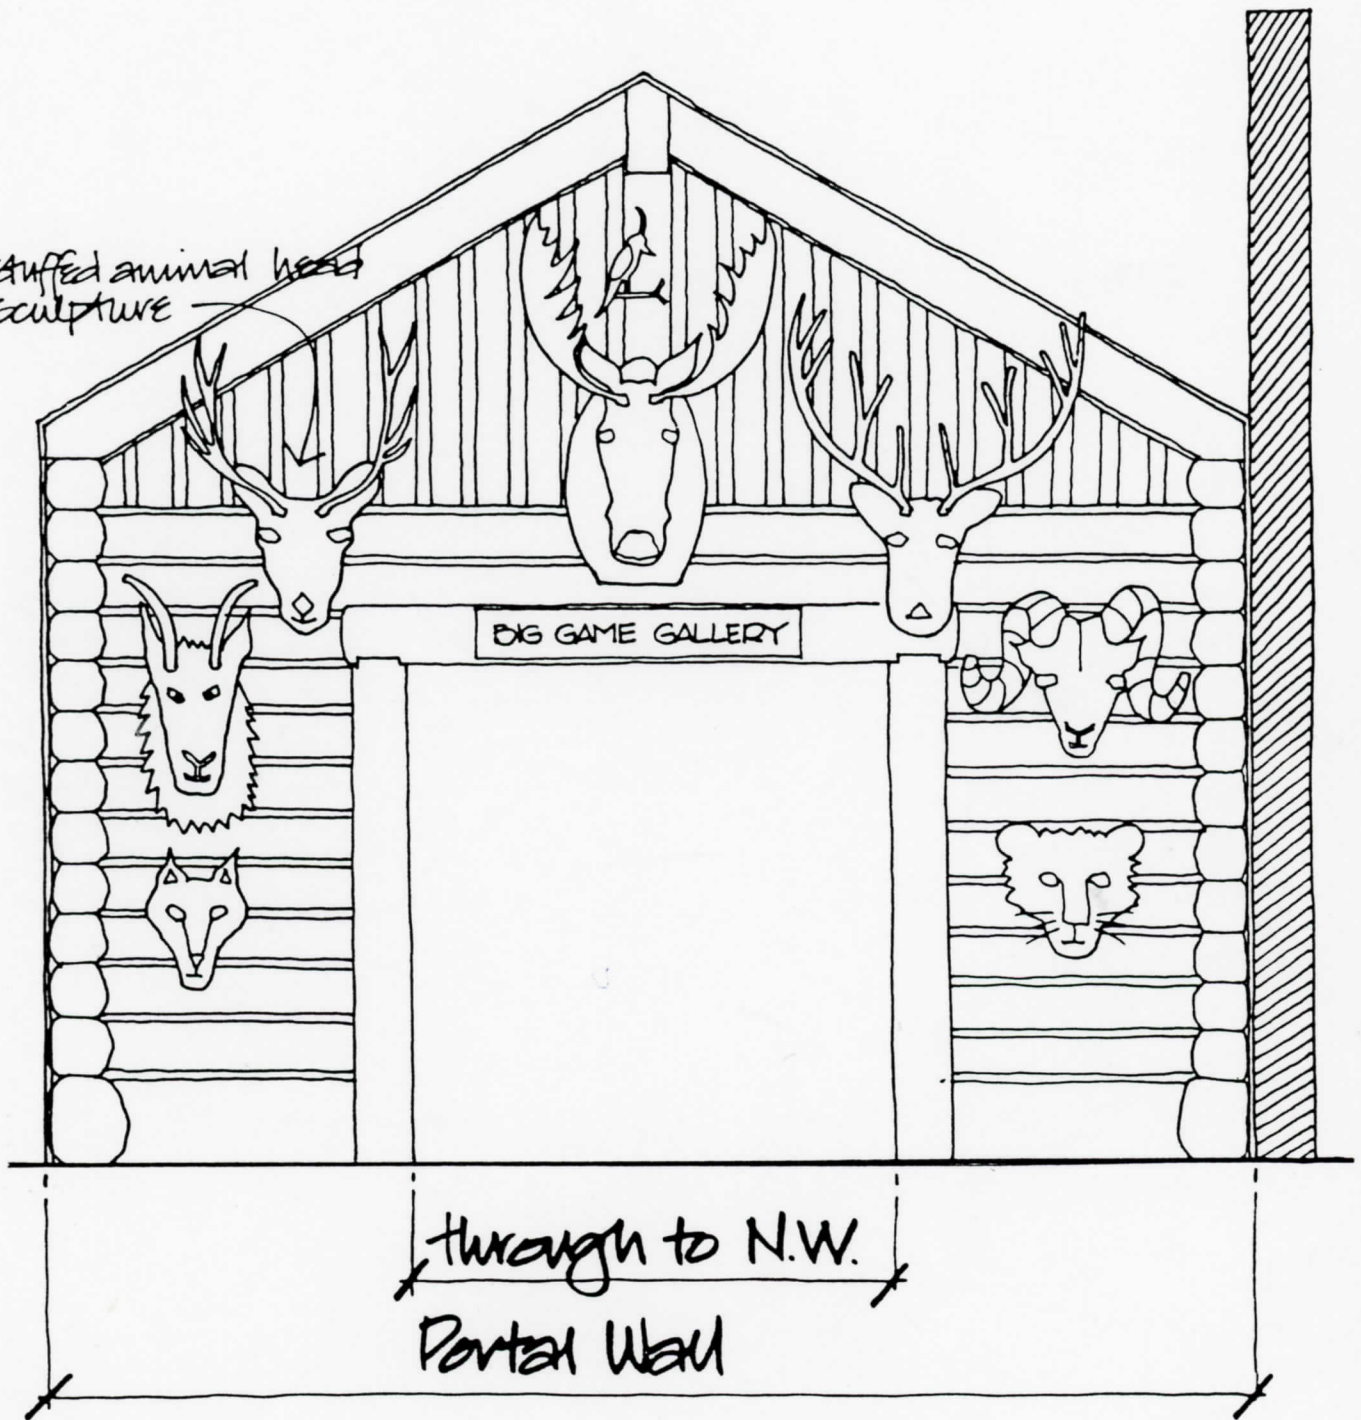 stuffed animal head
sculpture
BIG GAME GALLERY
through to N.W.
Portal Wall